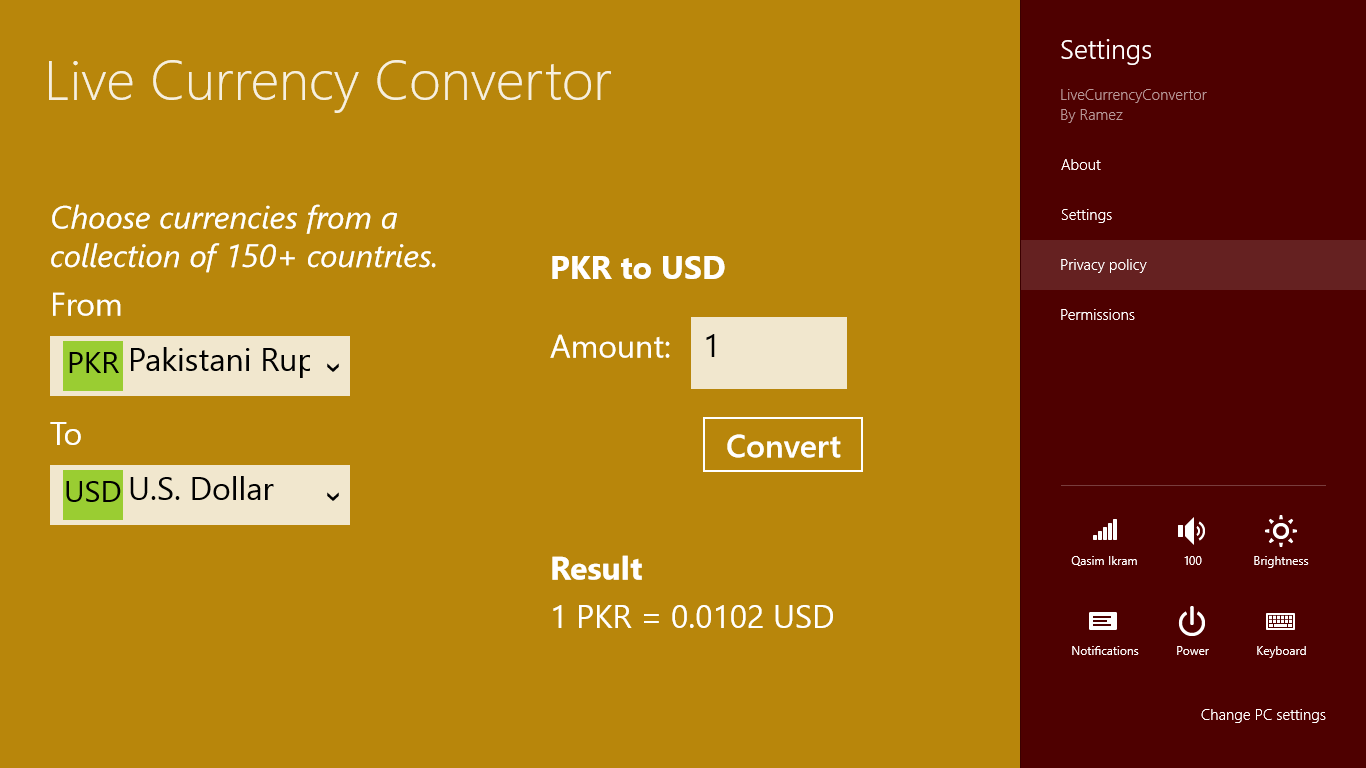 Live Currency Convertor
Choose currencies from a
collection of 150+ countries.
From
PKR Pakistani Rup
To
USD U.S. Dollar
PKR to USD
Amount: 1
Convert
Result
1 PKR = 0.0102 USD
Settings
LiveCurrencyConvertor
By Ramez
About
Settings
Privacy policy
Permissions
Qasim Ikram 100 Brightness
Notifications Power Keyboard
Change PC settings